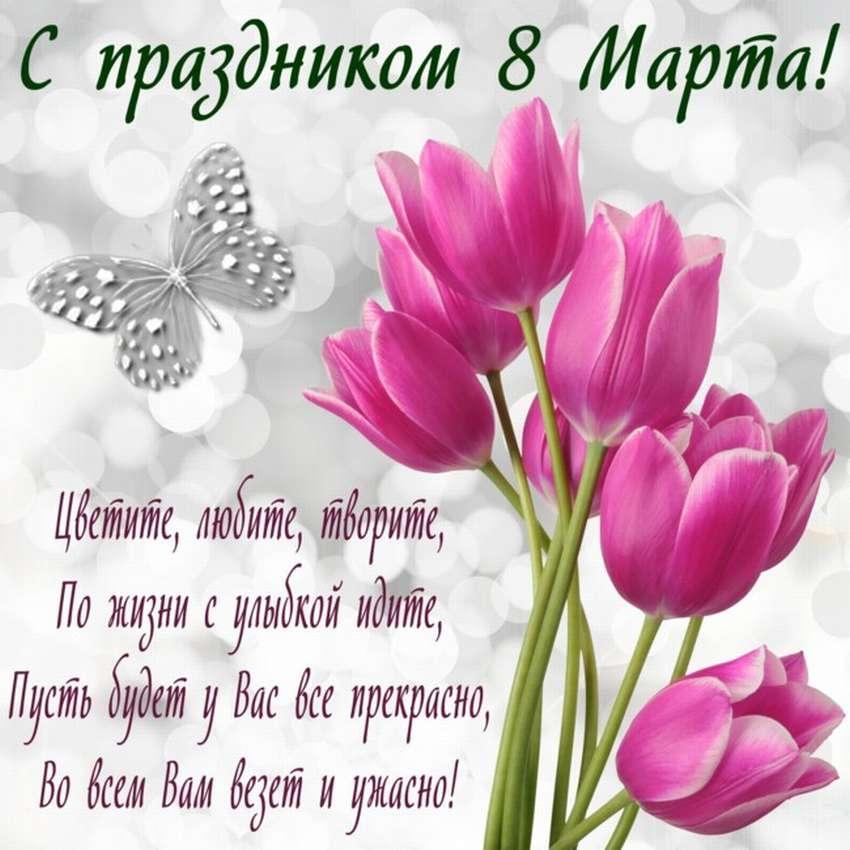 С праздником 8 Марта!
Цветите, любите, творите,
По жизни с улыбкой идите,
Пусть будет у Вас все прекрасно,
Во всем Вам везет и ужасно!